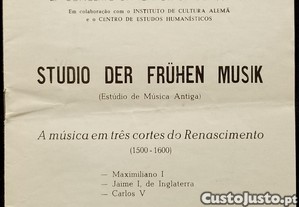 Em colaboração com o INSTITUTO DE CULTURA ALEMÃ
e o CENTRO DE ESTUDOS HUMANÍSTICOS
STUDIO DER FRÜHEN MUSIK
(Estúdio de Música Antiga)
A música em três cortes do Renascimento
(1500-1600)
— Maximiliano I
— Jaime I, de Inglaterra
— Carlos V
CustoJusto.pt